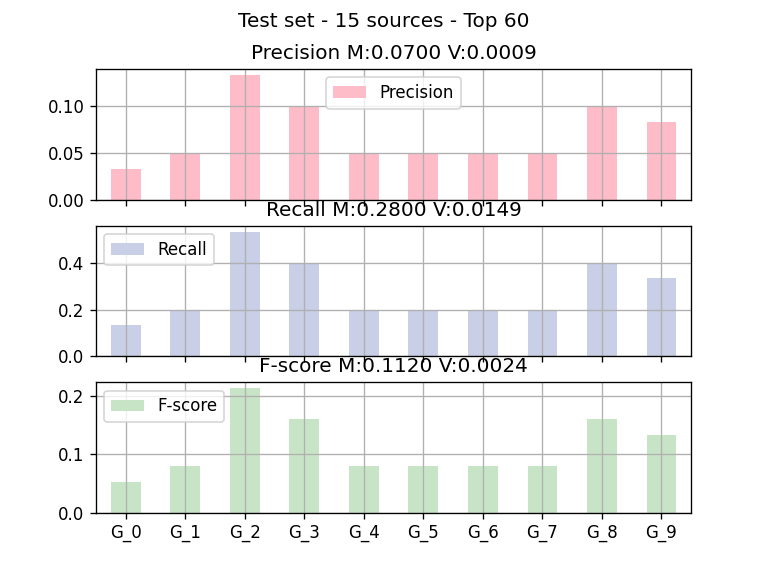 Test set - 15 sources - Top 60
Precision M:0.0700 V:0.0009
Precision
0.10
0.05
0.00
Recall M:0.2800 V:0.0149
Recall
0.4
0.2
0.0
F-score M:0.1120 V:0.0024
F-score
0.2
0.1
0.0
G_0 G_1 G_2 G_3 G_4 G_5 G_6 G_7 G_8 G_9